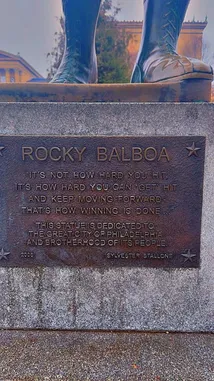 ROCKY BALBOA
"IT'S NOT HOW HARD YOU HIT.
IT'S HOW HARD YOU CAN GET HIT
AND KEEP MOVING FORWARD.
THAT'S HOW WINNING IS DONE."
THIS STATUE IS DEDICATED TO
THE GREAT CITY OF PHILADELPHIA
AND BROTHERHOOD OF ITS PEOPLE
SYLVESTER STALLONE